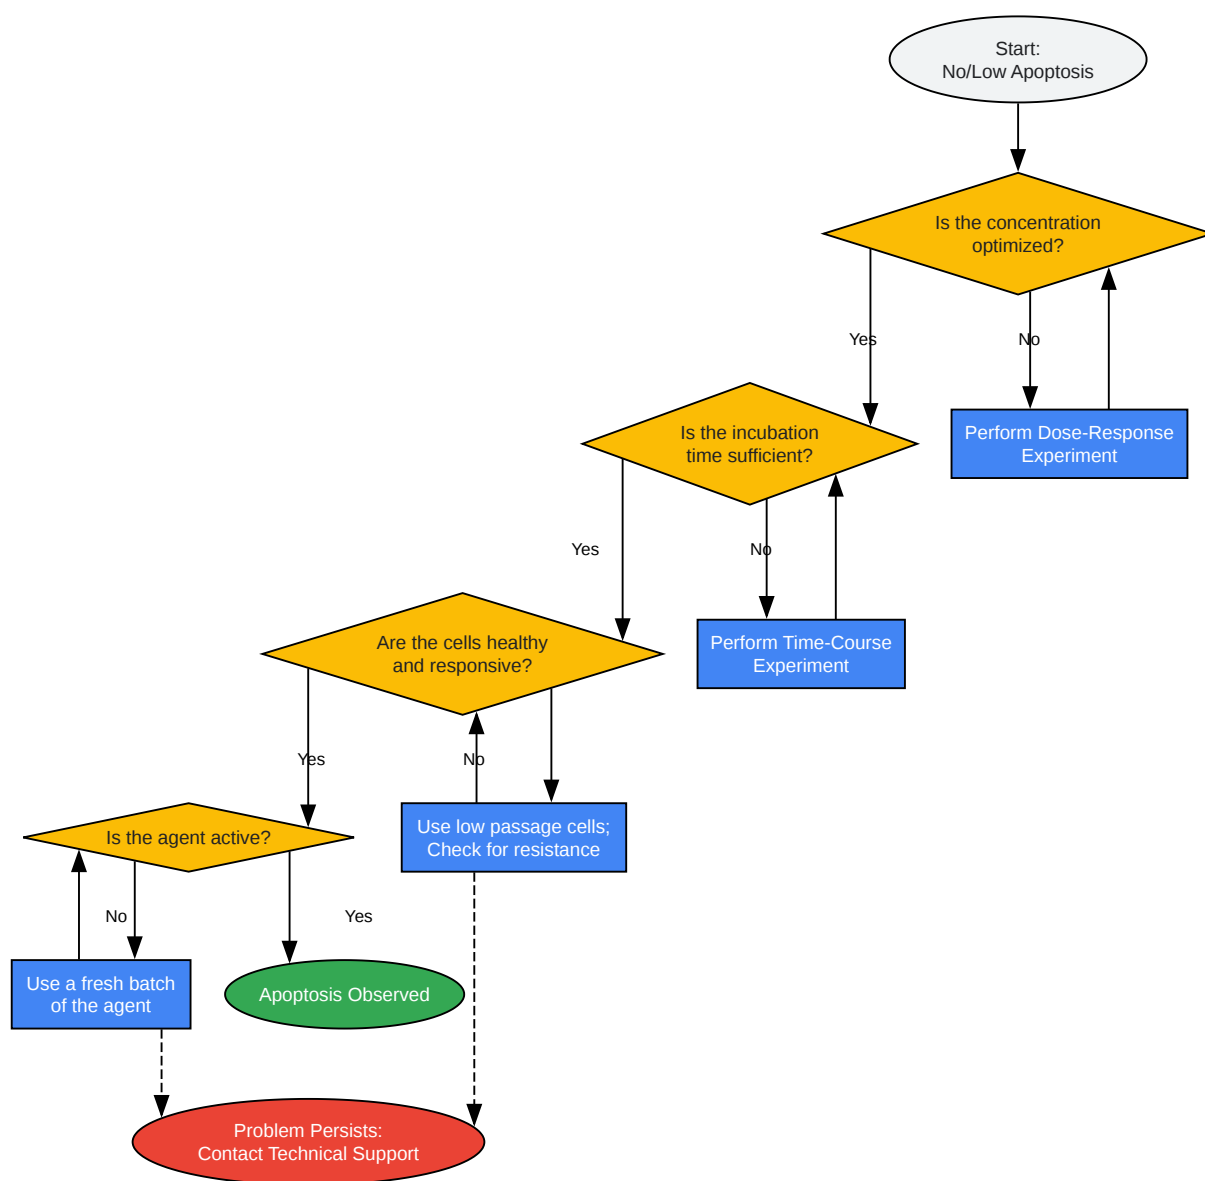 Start:
No/Low Apoptosis
Is the concentration
optimized?
Yes
No
Is the incubation
time sufficient?
Perform Dose-Response
Experiment
Yes
No
Are the cells healthy
and responsive?
Perform Time-Course
Experiment
Yes
No
Is the agent active?
Use low passage cells;
Check for resistance
No
Yes
Use a fresh batch
of the agent
Apoptosis Observed
Problem Persists:
Contact Technical Support